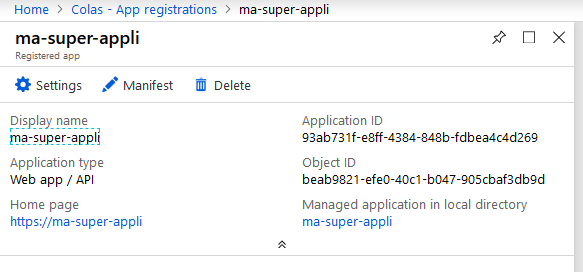 Home > Colas - App registrations > ma-super-appli
ma-super-appli
Registered app
Settings Manifest Delete
Display name
ma-super-appli
Application ID
93ab731f-e8ff-4384-848b-fdbea4c4d269
Application type
Web app / API
Object ID
beab9821-efe0-40c1-b047-905cbaf3db9d
Home page
https://ma-super-appli
Managed application in local directory
ma-super-appli